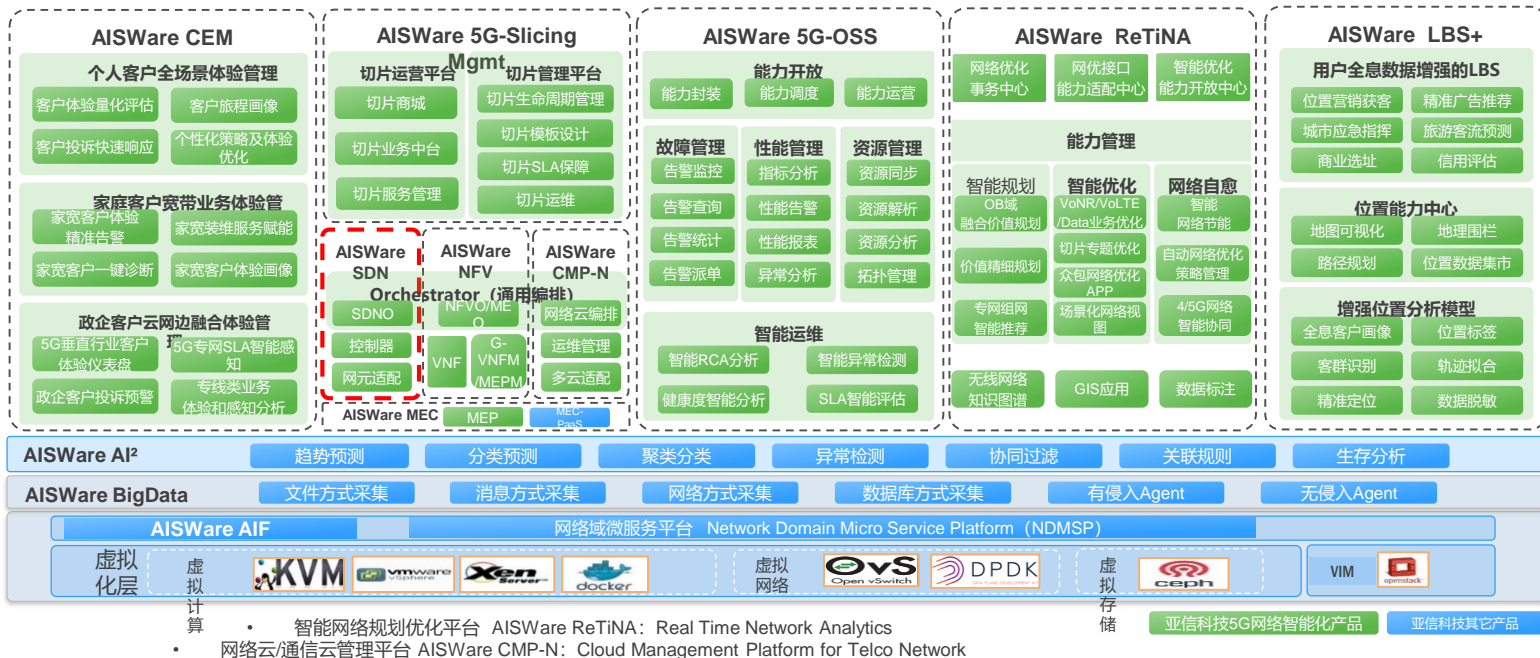 AISWare CEM
个人客户全场景体验管理
客户体验量化评估
客户旅程画像
客户投诉快速响应
个性化策略及体验
优化
家庭客户宽带业务体验管
家宽客户体验
精准告警
家宽装维服务赋能
家宽客户一键诊断
家宽客户体验画像
政企客户云网边融合体验管
理
5G垂直行业客户
体验仪表盘
5G专网SLA智能感
知
政企客户投诉预警
专线类业务
体验和感知分析
AISWare 5G-Slicing
Mgmt
切片运营平台
切片商城
切片业务中台
切片服务管理
切片管理平台
切片生命周期管理
切片模板设计
切片SLA保障
切片运维
AISWare
SDN
AISWare
NFV
AISWare
CMP-N
Orchestrator（通用编排）
SDNO
控制器
网元适配
NFVO/ME
O
VNF
G-
VNFM
/MEPM
网络云编排
运维管理
多云适配
AISWare MEC
MEP
MEC-
PaaS
AISWare 5G-OSS
能力开放
能力封装
能力调度
能力运营
故障管理
告警监控
告警查询
告警统计
告警派单
性能管理
指标分析
性能告警
性能报表
异常分析
资源管理
资源同步
资源解析
资源分析
拓扑管理
智能运维
智能RCA分析
智能异常检测
健康度智能分析
SLA智能评估
AISWare ReTiNA
网络优化
事务中心
网优接口
能力适配中心
智能优化
能力开放中心
能力管理
智能规划
OB域
融合价值规划
价值精细规划
专网组网
智能推荐
智能优化
VoNR/VoLTE
/Data业务优化
切片专题优化
众包网络优化
APP
场景化网络视
图
网络自愈
智能
网络节能
自动网络优化
策略管理
4/5G网络
智能协同
无线网络
知识图谱
GIS应用
数据标注
AISWare LBS+
用户全息数据增强的LBS
位置营销获客
精准广告推荐
城市应急指挥
旅游客流预测
商业选址
信用评估
位置能力中心
地图可视化
地理围栏
路径规划
位置数据集市
增强位置分析模型
全息客户画像
位置标签
客群识别
轨迹拟合
精准定位
数据脱敏
AISWare AI²
趋势预测
分类预测
聚类分类
异常检测
协同过滤
关联规则
生存分析
AISWare BigData
文件方式采集
消息方式采集
网络方式采集
数据库方式采集
有侵入Agent
无侵入Agent
AISWare AIF
网络域微服务平台 Network Domain Micro Service Platform（NDMSP）
虚拟
化层
虚
拟
计
算
KVM
vmware
vSphere
Xen
Server
docker
虚拟
网络
OvS
Open vSwitch
DPDK
DATA PLANE DEVELOPMENT KIT
虚
拟
存
储
ceph
VIM
openstack
• 智能网络规划优化平台 AISWare ReTiNA：Real Time Network Analytics
• 网络云/通信云管理平台 AISWare CMP-N：Cloud Management Platform for Telco Network
亚信科技5G网络智能化产品
亚信科技其它产品